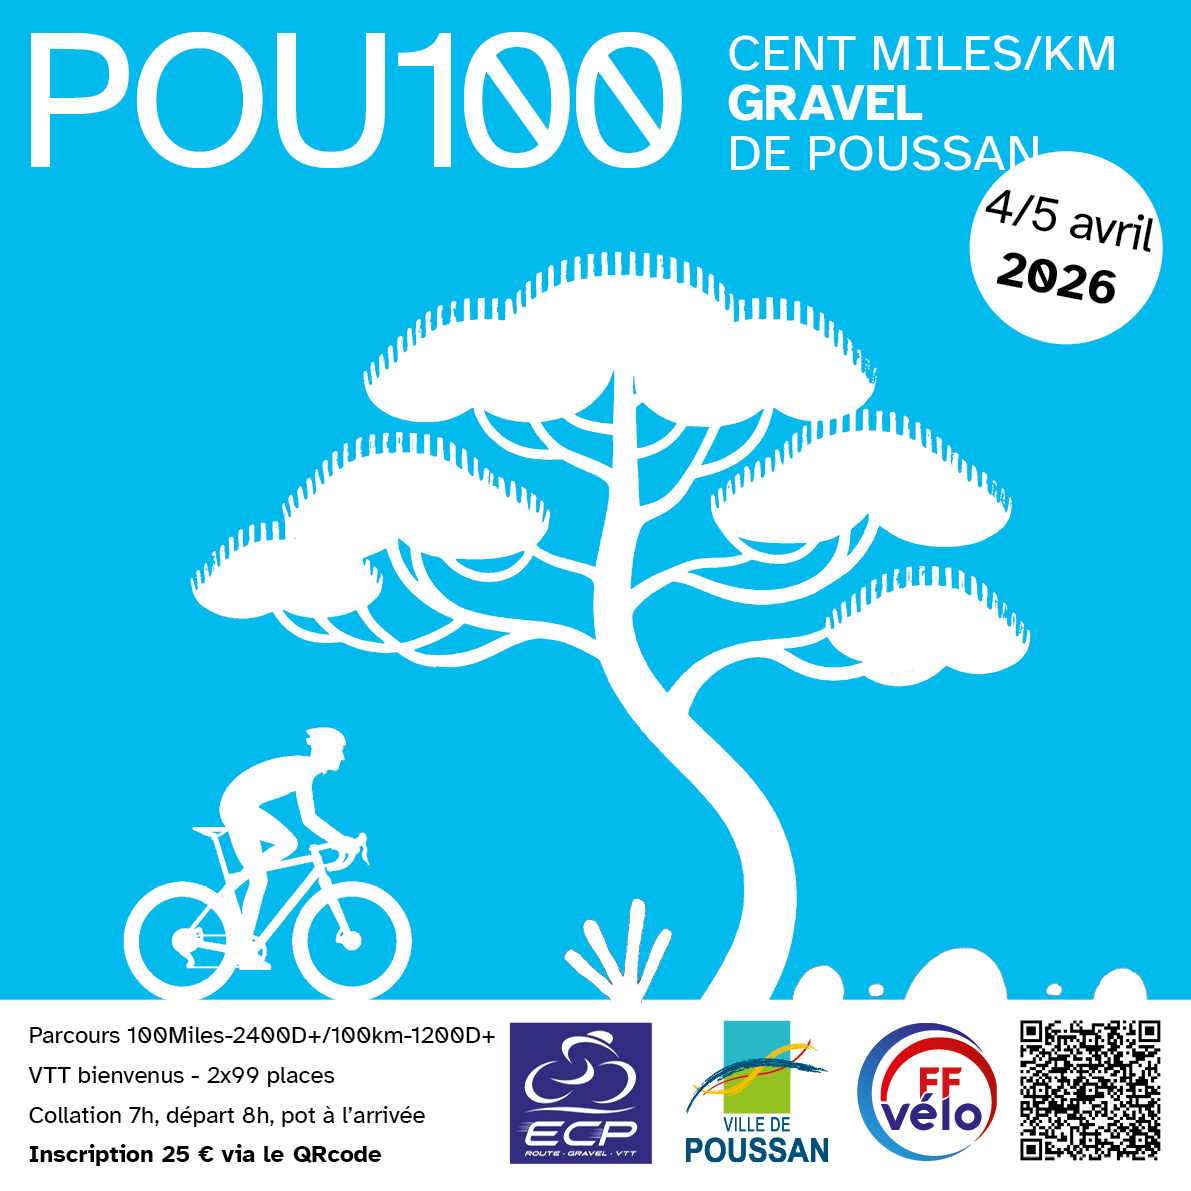 POU100
CENT MILES/KM
GRAVEL
DE POUSSAN
4/5 avril
2026
Parcours 100Miles-2400D+/100km-1200D+
VTT bienvenus - 2x99 places
Collation 7h, départ 8h, pot à l’arrivée
Inscription 25 € via le QRcode
ECP
ROUTE · GRAVEL · VTT
VILLE DE
POUSSAN
FF
vélo